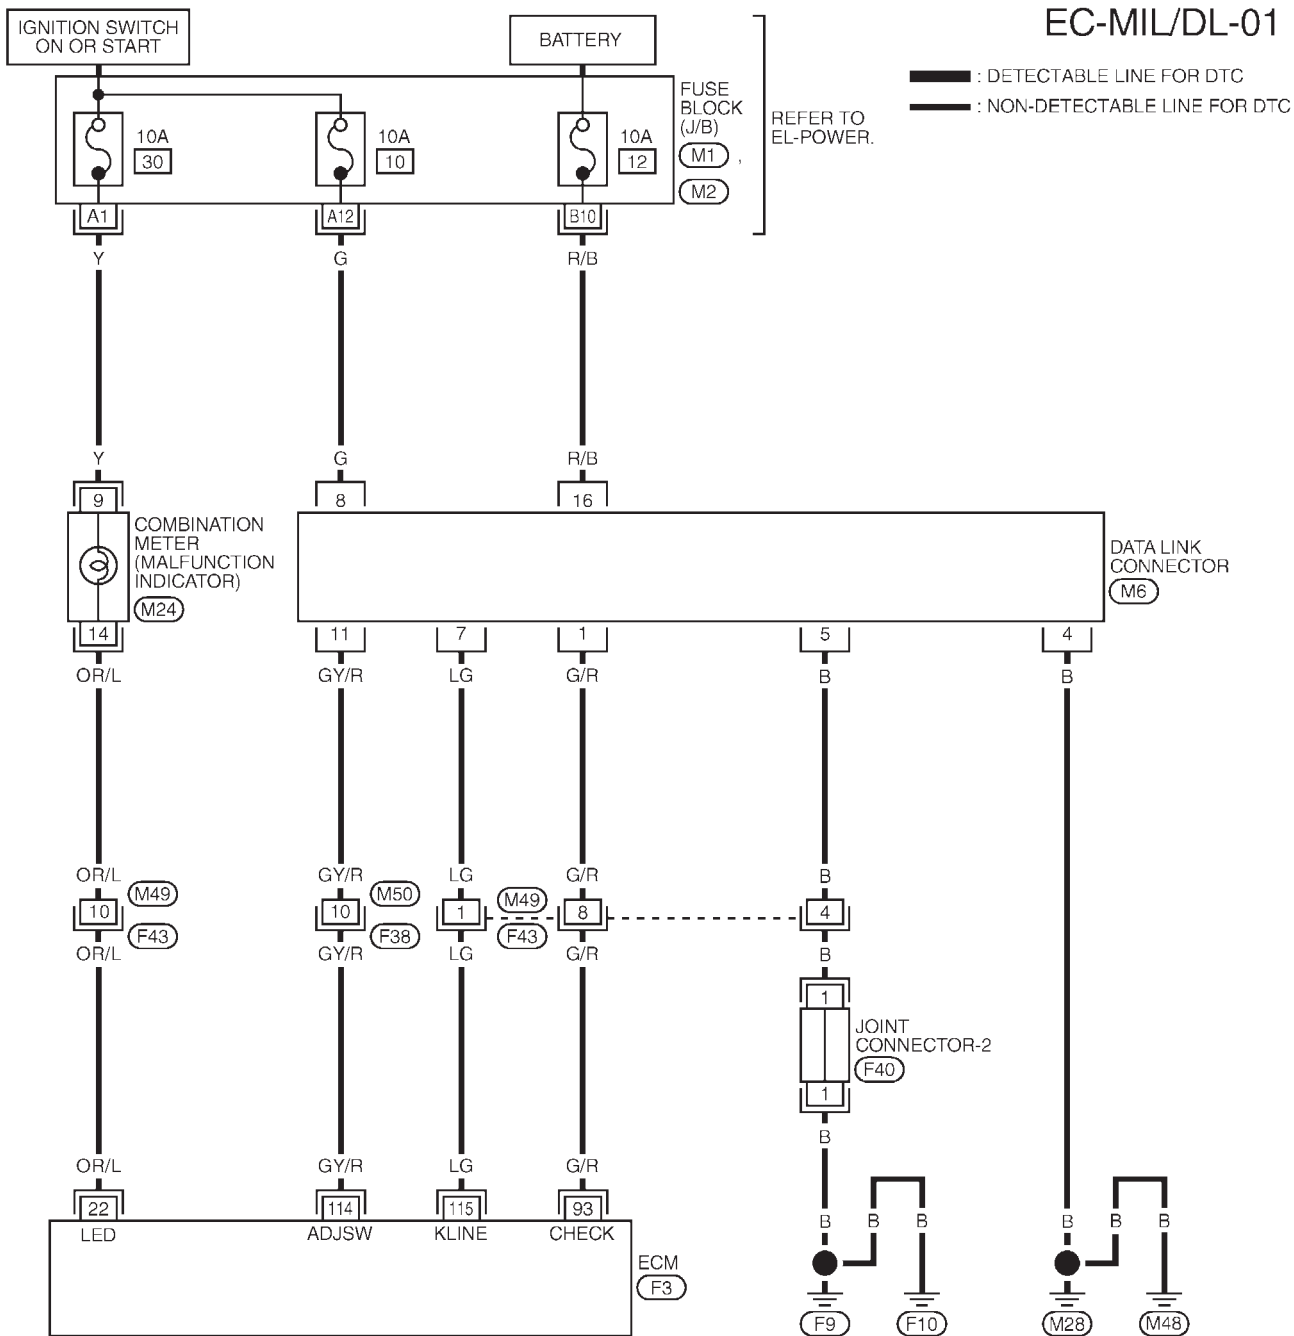 EC-MIL/DL-01
IGNITION SWITCH
ON OR START
BATTERY
: DETECTABLE LINE FOR DTC
: NON-DETECTABLE LINE FOR DTC
FUSE
BLOCK
(J/B)
M1 ,
M2
REFER TO
EL-POWER.
10A
30
10A
10
10A
12
A1 A12 B10
Y G R/B
Y G R/B
9 8 16
COMBINATION
METER
(MALFUNCTION
INDICATOR)
M24
DATA LINK
CONNECTOR
M6
14 11 7 1 5 4
OR/L GY/R LG G/R B B
OR/L GY/R LG G/R B
M49 M50 M49
10 10 1 8 4
F43 F38 F43
OR/L GY/R LG G/R B
1
JOINT
CONNECTOR-2
F40
1
B
OR/L GY/R LG G/R
22 114 115 93
LED ADJSW KLINE CHECK
B B B B B B
ECM
F3
F9 F10 M28 M48